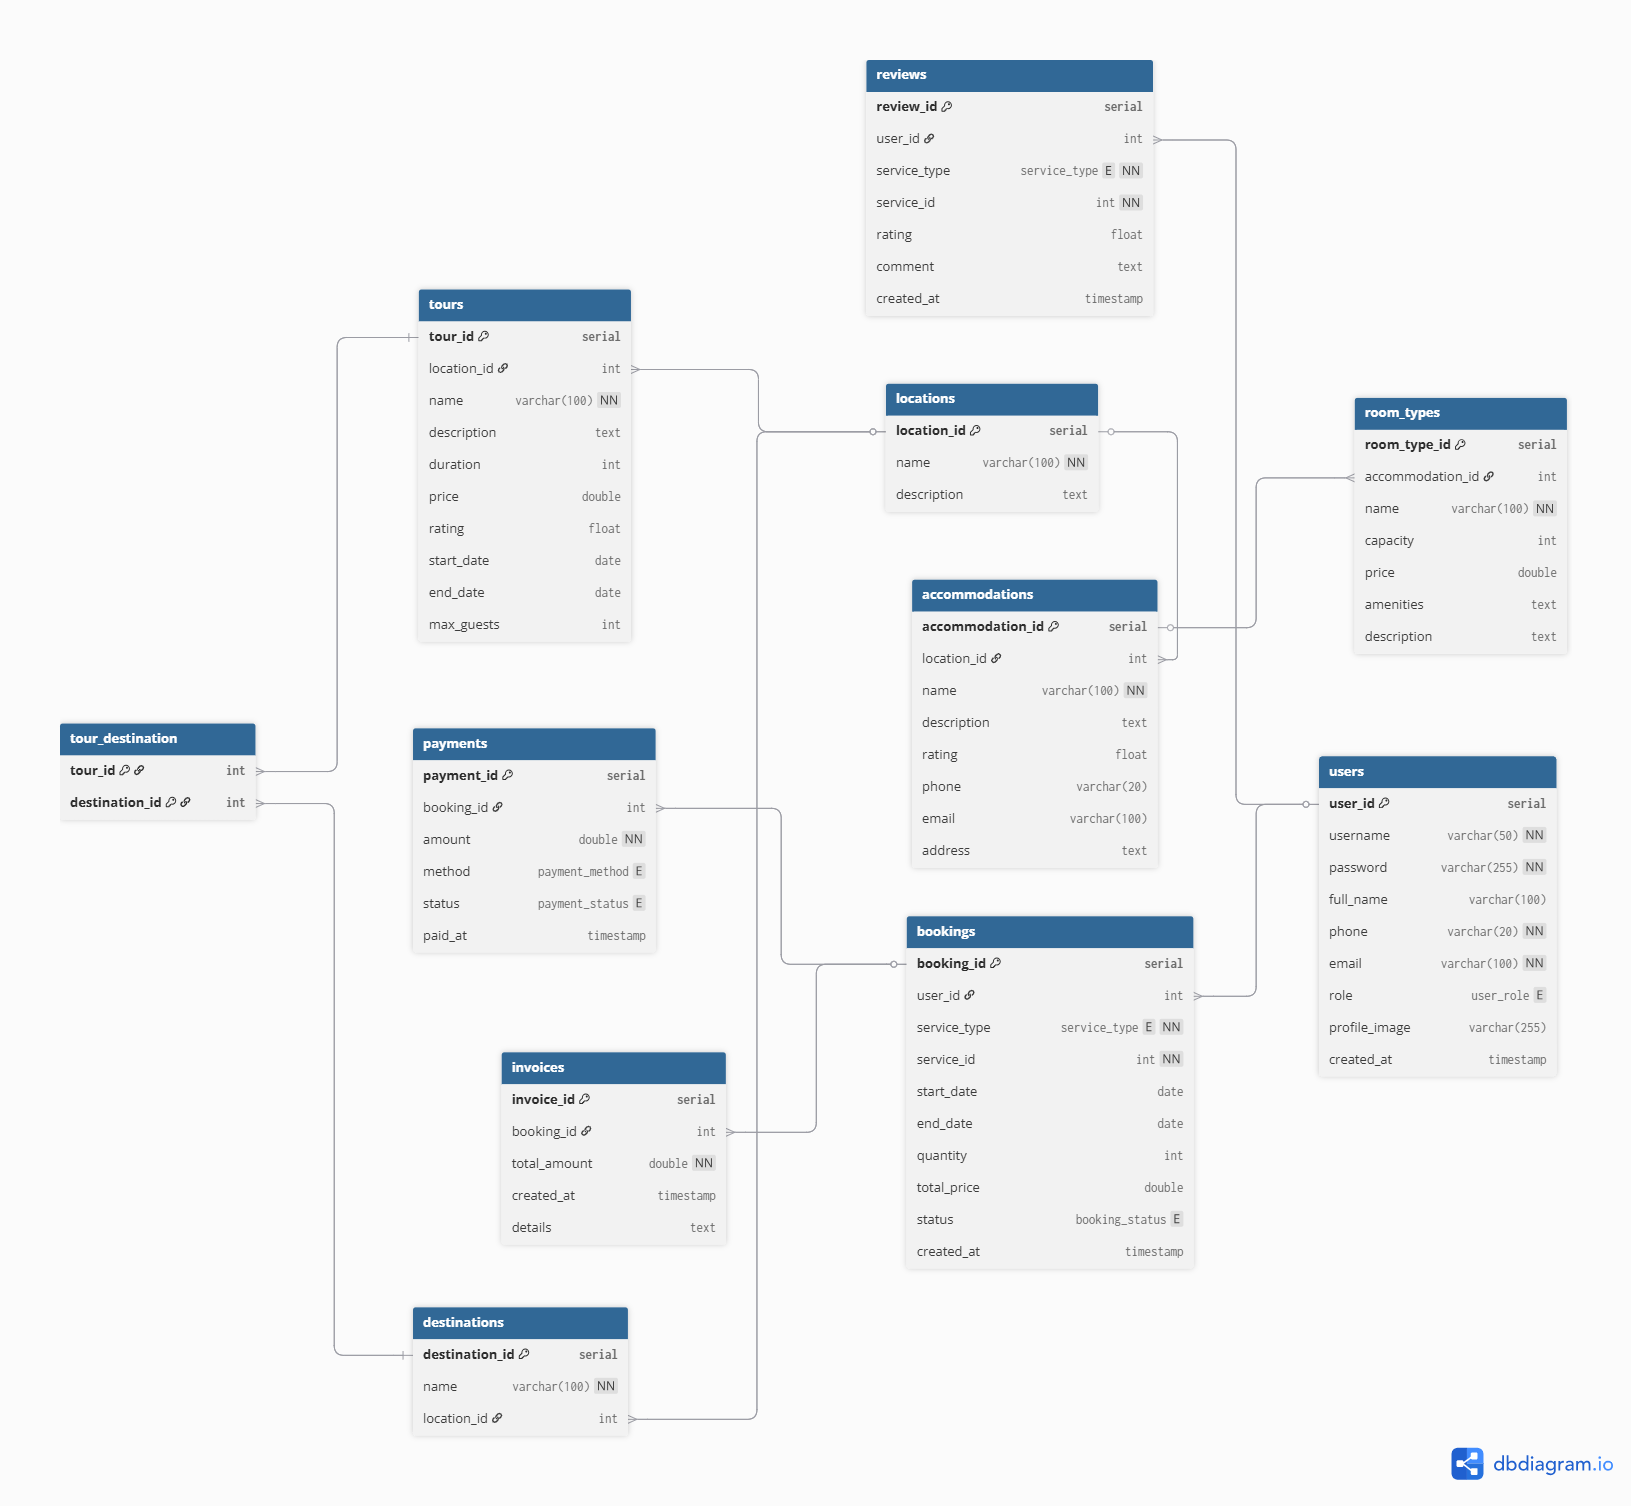 reviews
review_id serial
user_id int
service_type service_type E NN
service_id int NN
rating float
comment text
created_at timestamp
tours
tour_id serial
location_id int
name varchar(100) NN
description text
duration int
price double
rating float
start_date date
end_date date
max_guests int
locations
location_id serial
name varchar(100) NN
description text
room_types
room_type_id serial
accommodation_id int
name varchar(100) NN
capacity int
price double
amenities text
description text
accommodations
accommodation_id serial
location_id int
name varchar(100) NN
description text
rating float
phone varchar(20)
email varchar(100)
address text
tour_destination
tour_id int
destination_id int
payments
payment_id serial
booking_id int
amount double NN
method payment_method E
status payment_status E
paid_at timestamp
users
user_id serial
username varchar(50) NN
password varchar(255) NN
full_name varchar(100)
phone varchar(20) NN
email varchar(100) NN
role user_role E
profile_image varchar(255)
created_at timestamp
bookings
booking_id serial
user_id int
service_type service_type E NN
service_id int NN
start_date date
end_date date
quantity int
total_price double
status booking_status E
created_at timestamp
invoices
invoice_id serial
booking_id int
total_amount double NN
created_at timestamp
details text
destinations
destination_id serial
name varchar(100) NN
location_id int
dbdiagram.io